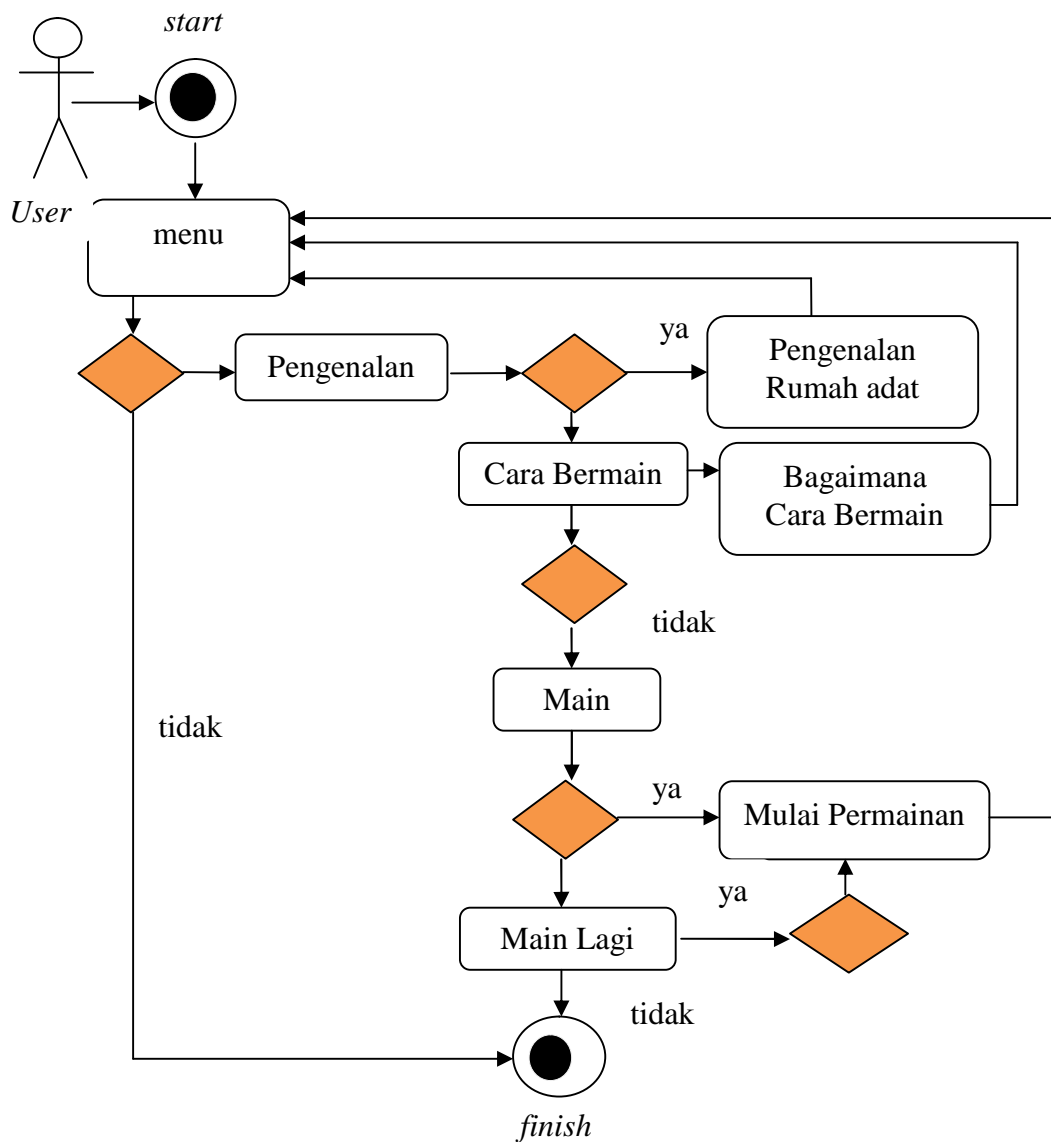 start
User
menu
ya
Pengenalan
Pengenalan
Rumah adat
Cara Bermain
Bagaimana
Cara Bermain
tidak
Main
tidak
ya
Mulai Permainan
ya
Main Lagi
tidak
finish